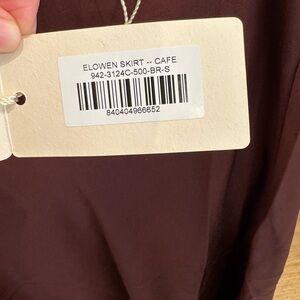 ELOWEN SKIRT -- CAFE
942-3124C-500-BR-S
840404966652